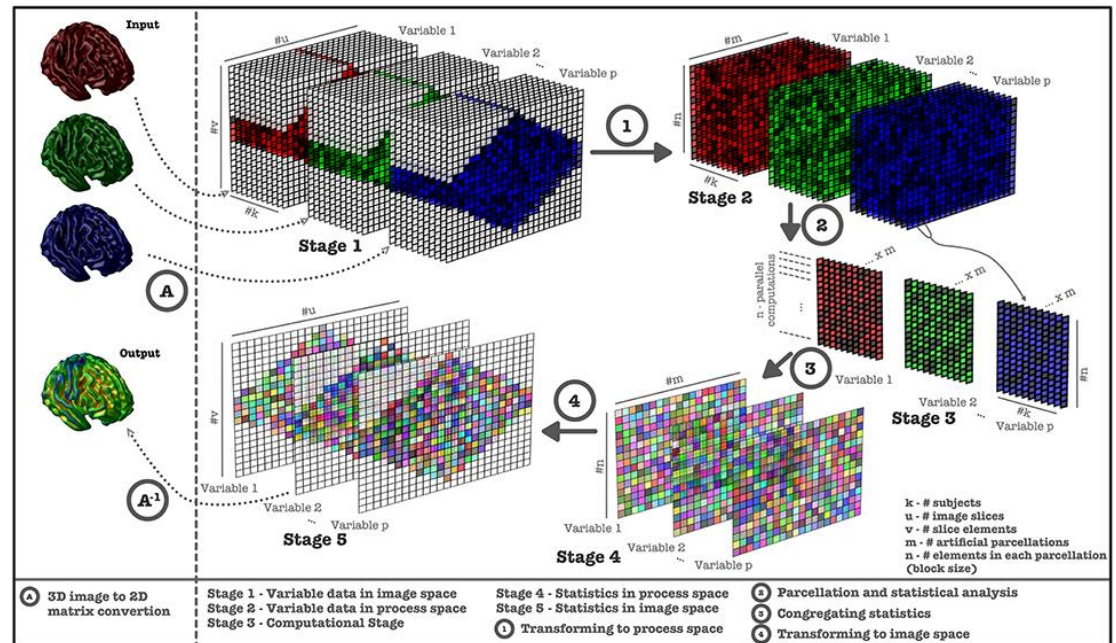 Input
#u
Variable 1
Variable 2
...
Variable p
#v
#k
Stage 1
1
#m
Variable 1
Variable 2
...
Variable p
#n
#k
Stage 2
2
A
n - parallel
computations
...
... x m
... x m
... x m
Variable 1
Variable 2
...
Variable p
#k
#n
Stage 3
3
Output
#u
#v
Variable 1
Variable 2
...
Variable p
Stage 5
4
#m
#n
Variable 1
Variable 2
...
Variable p
Stage 4
A-1
k - # subjects
u - # image slices
v - # slice elements
m - # artificial parcellations
n - # elements in each parcellation
(block size)
A 3D image to 2D
matrix convertion
Stage 1 - Variable data in image space
Stage 2 - Variable data in process space
Stage 3 - Computational Stage
Stage 4 - Statistics in process space
Stage 5 - Statistics in image space
1 Transforming to process space
2 Parcellation and statistical analysis
3 Congregating statistics
4 Transforming to image space